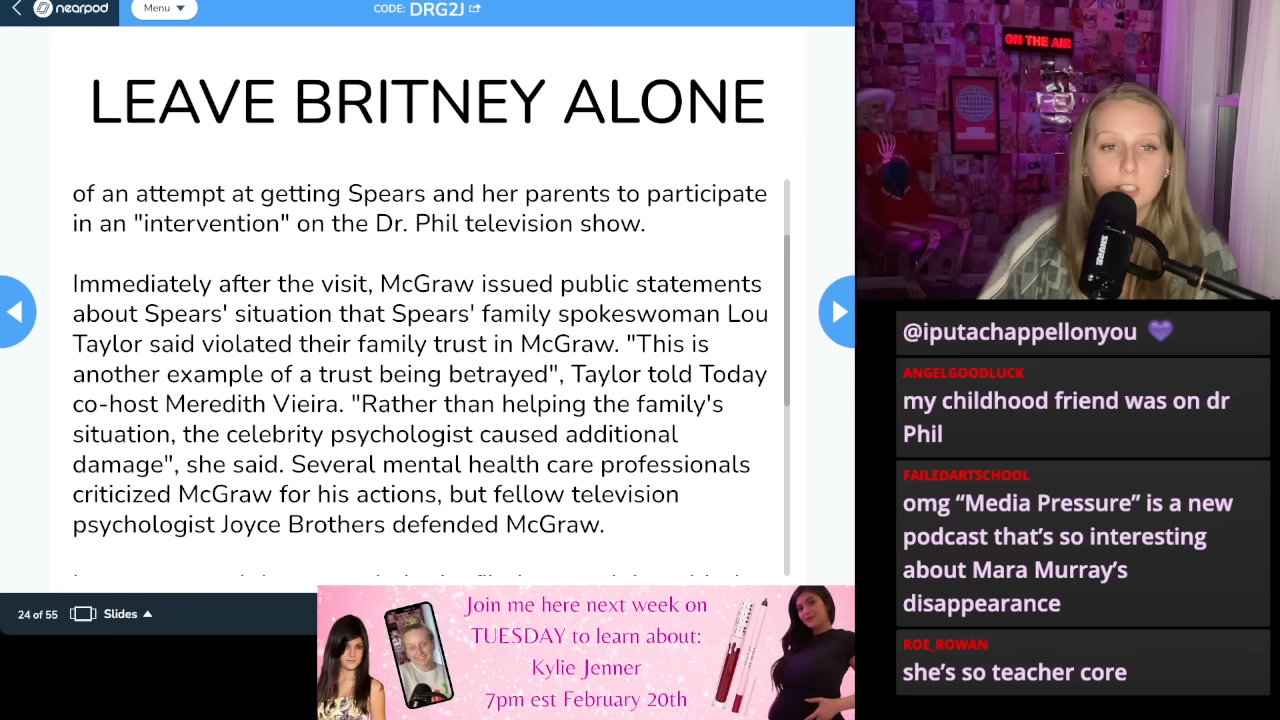 nearpod
Menu
CODE: DRG2J
LEAVE BRITNEY ALONE
of an attempt at getting Spears and her parents to participate
in an "intervention" on the Dr. Phil television show.
Immediately after the visit, McGraw issued public statements
about Spears' situation that Spears' family spokeswoman Lou
Taylor said violated their family trust in McGraw. "This is
another example of a trust being betrayed", Taylor told Today
co-host Meredith Vieira. "Rather than helping the family's
situation, the celebrity psychologist caused additional
damage", she said. Several mental health care professionals
criticized McGraw for his actions, but fellow television
psychologist Joyce Brothers defended McGraw.
24 of 55
Slides
Join me here next week on
TUESDAY to learn about:
Kylie Jenner
7pm est February 20th
ON THE AIR
SHURE
@iputachappellonyou
ANGELGOODLUCK
my childhood friend was on dr
Phil
FAILEDARTSCHOOL
omg “Media Pressure” is a new
podcast that’s so interesting
about Mara Murray’s
disappearance
ROE_ROWAN
she’s so teacher core